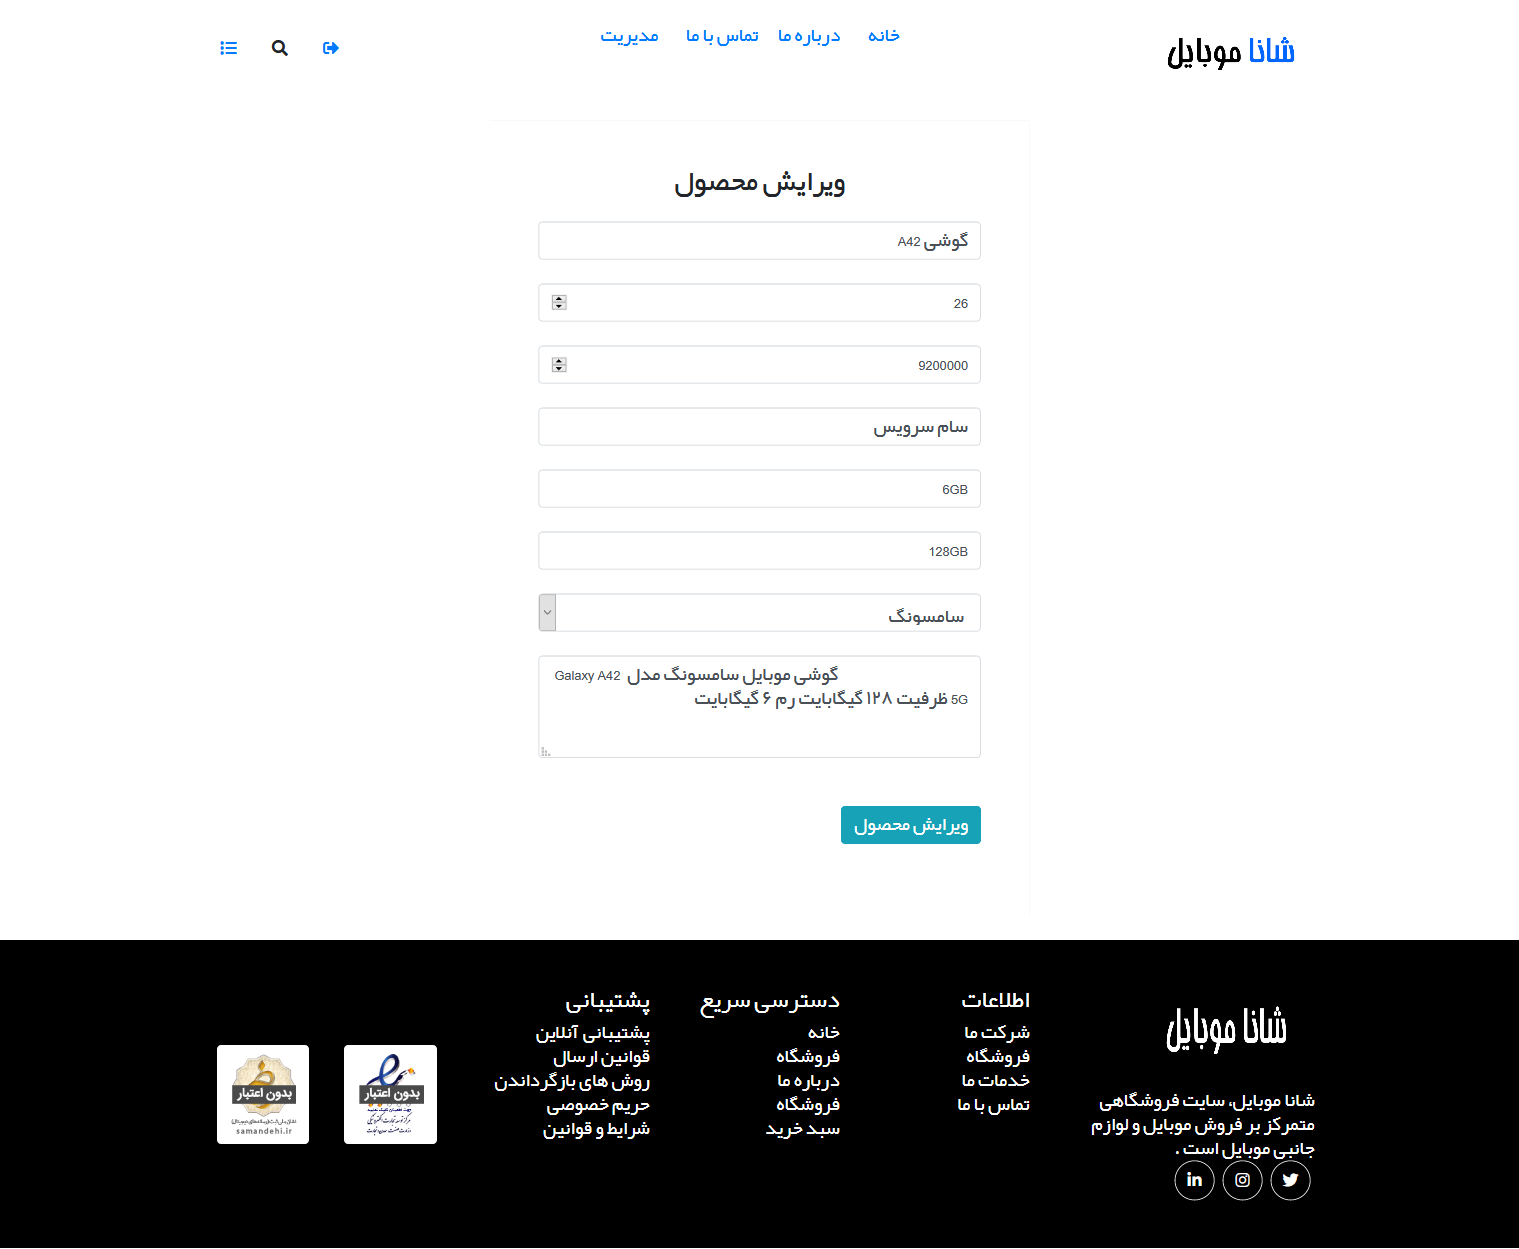 شانا موبایل
خانه
درباره ما
تماس با ما
مدیریت
ویرایش محصول
گوشی A42
26
9200000
سام سرویس
6GB
128GB
سامسونگ
گوشی موبایل سامسونگ مدل Galaxy A42
5G ظرفیت ۱۲۸ گیگابایت رم ۶ گیگابایت
ویرایش محصول
شانا موبایل
شانا موبایل، سایت فروشگاهی
متمرکز بر فروش موبایل و لوازم
جانبی موبایل است .
اطلاعات
شرکت ما
فروشگاه
خدمات ما
تماس با ما
دسترسی سریع
خانه
فروشگاه
درباره ما
فروشگاه
سبد خرید
پشتیبانی
پشتیبانی آنلاین
قوانین ارسال
روش های بازگرداندن
حریم خصوصی
شرایط و قوانین
بدون اعتبار
بدون اعتبار
samandehi.ir